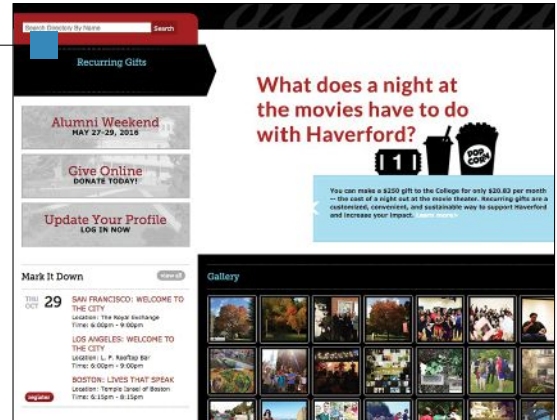 alumni
Search Directory By Name
Search
Recurring Gifts
What does a night at
the movies have to do
with Haverford?
1
POP
CORN
You can make a $250 gift to the College for only $20.83 per month
-- the cost of a night out at the movie theater. Recurring gifts are a
customized, convenient, and sustainable way to support Haverford
and increase your impact. Learn more>
Alumni Weekend
MAY 27-29, 2016
Give Online
DONATE TODAY!
Update Your Profile
LOG IN NOW
Mark It Down
view all
THU
OCT
29
SAN FRANCISCO: WELCOME TO
THE CITY
Location: The Royal Exchange
Time: 6:00pm - 9:00pm
LOS ANGELES: WELCOME TO
THE CITY
Location: L. P. Rooftop Bar
Time: 6:00pm - 9:00pm
BOSTON: LIVES THAT SPEAK
Location: Temple Israel of Boston
Time: 6:15pm - 8:15pm
register
Gallery